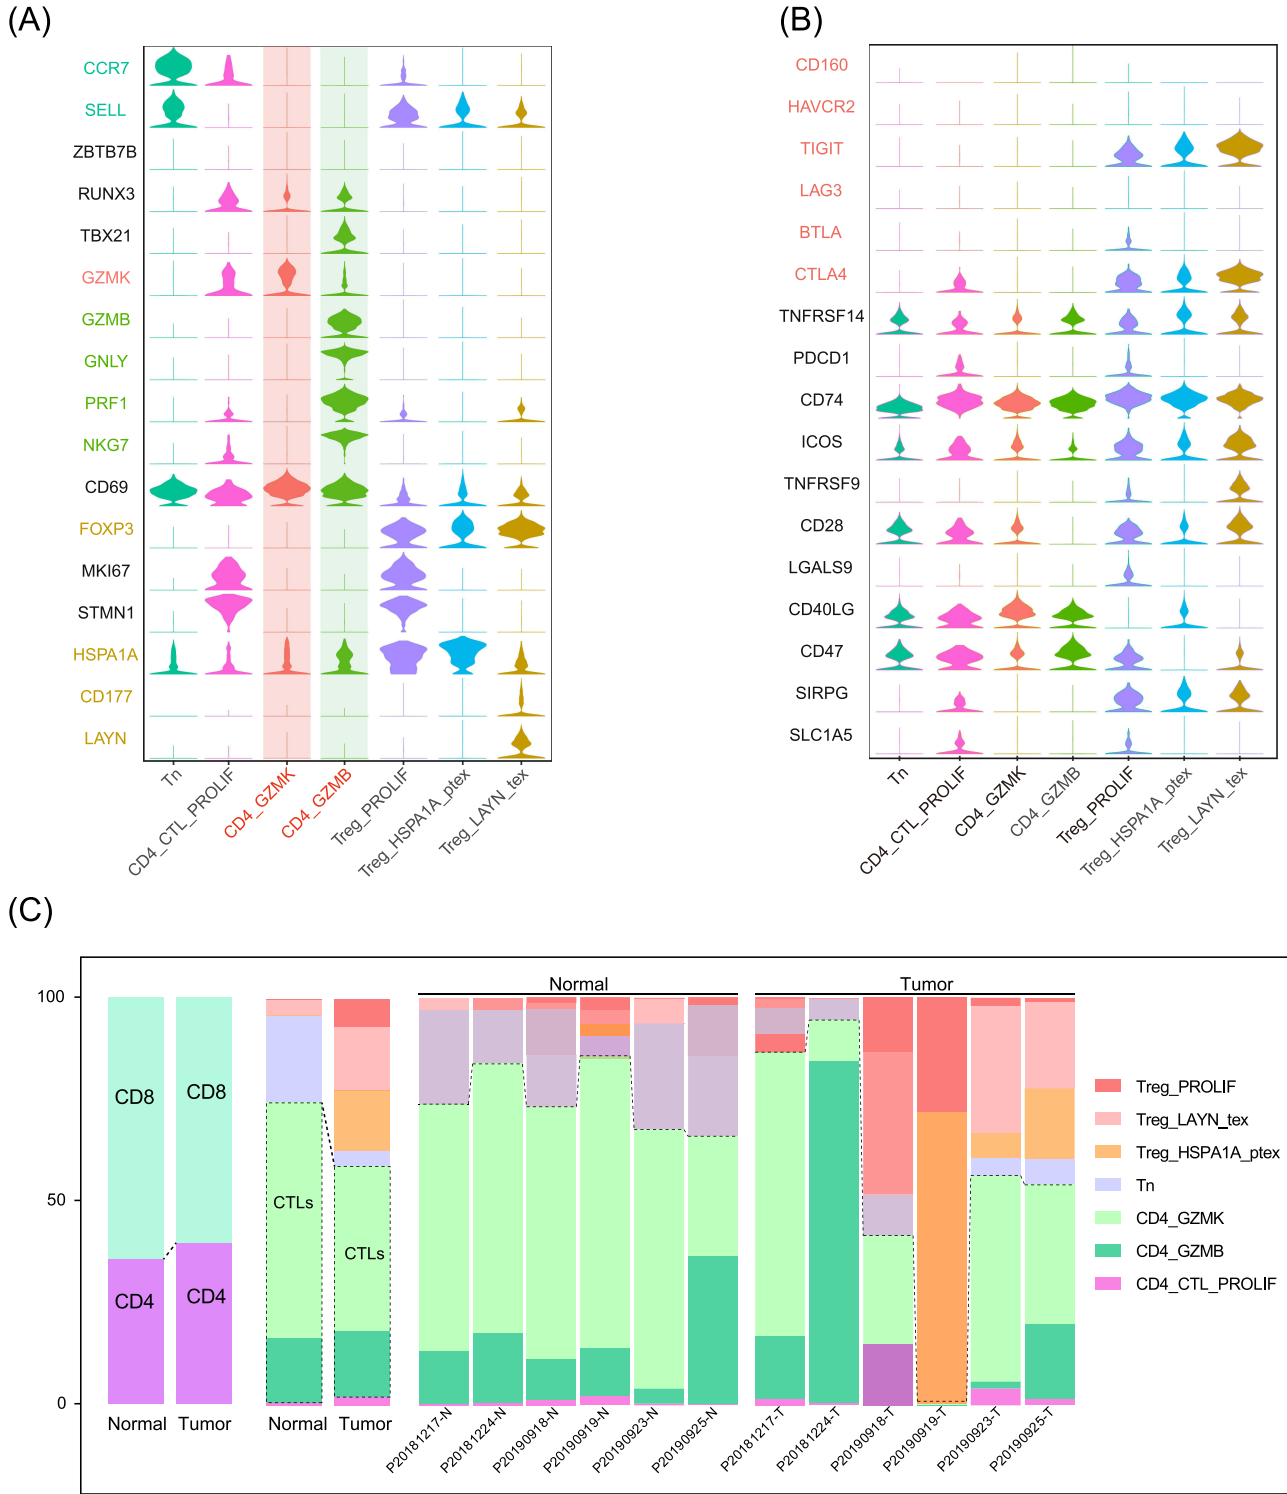 (A)
CCR7
SELL
ZBTB7B
RUNX3
TBX21
GZMK
GZMB
GNLY
PRF1
NKG7
CD69
FOXP3
MKI67
STMN1
HSPA1A
CD177
LAYN
Tn
CD4_CTL_PROLIF
CD4_GZMK
CD4_GZMB
Treg_PROLIF
Treg_HSPA1A_ptex
Treg_LAYN_tex
(B)
CD160
HAVCR2
TIGIT
LAG3
BTLA
CTLA4
TNFRSF14
PDCD1
CD74
ICOS
TNFRSF9
CD28
LGALS9
CD40LG
CD47
SIRPG
SLC1A5
Tn
CD4_CTL_PROLIF
CD4_GZMK
CD4_GZMB
Treg_PROLIF
Treg_HSPA1A_ptex
Treg_LAYN_tex
(C)
100
50
0
CD8
CD8
CD4
CD4
Normal
Tumor
CTLs
CTLs
Normal
Tumor
Normal
Tumor
P20181217-N
P20181224-N
P20190918-N
P20190919-N
P20190923-N
P20190925-N
P20181217-T
P20181224-T
P20190918-T
P20190919-T
P20190923-T
P20190925-T
Treg_PROLIF
Treg_LAYN_tex
Treg_HSPA1A_ptex
Tn
CD4_GZMK
CD4_GZMB
CD4_CTL_PROLIF